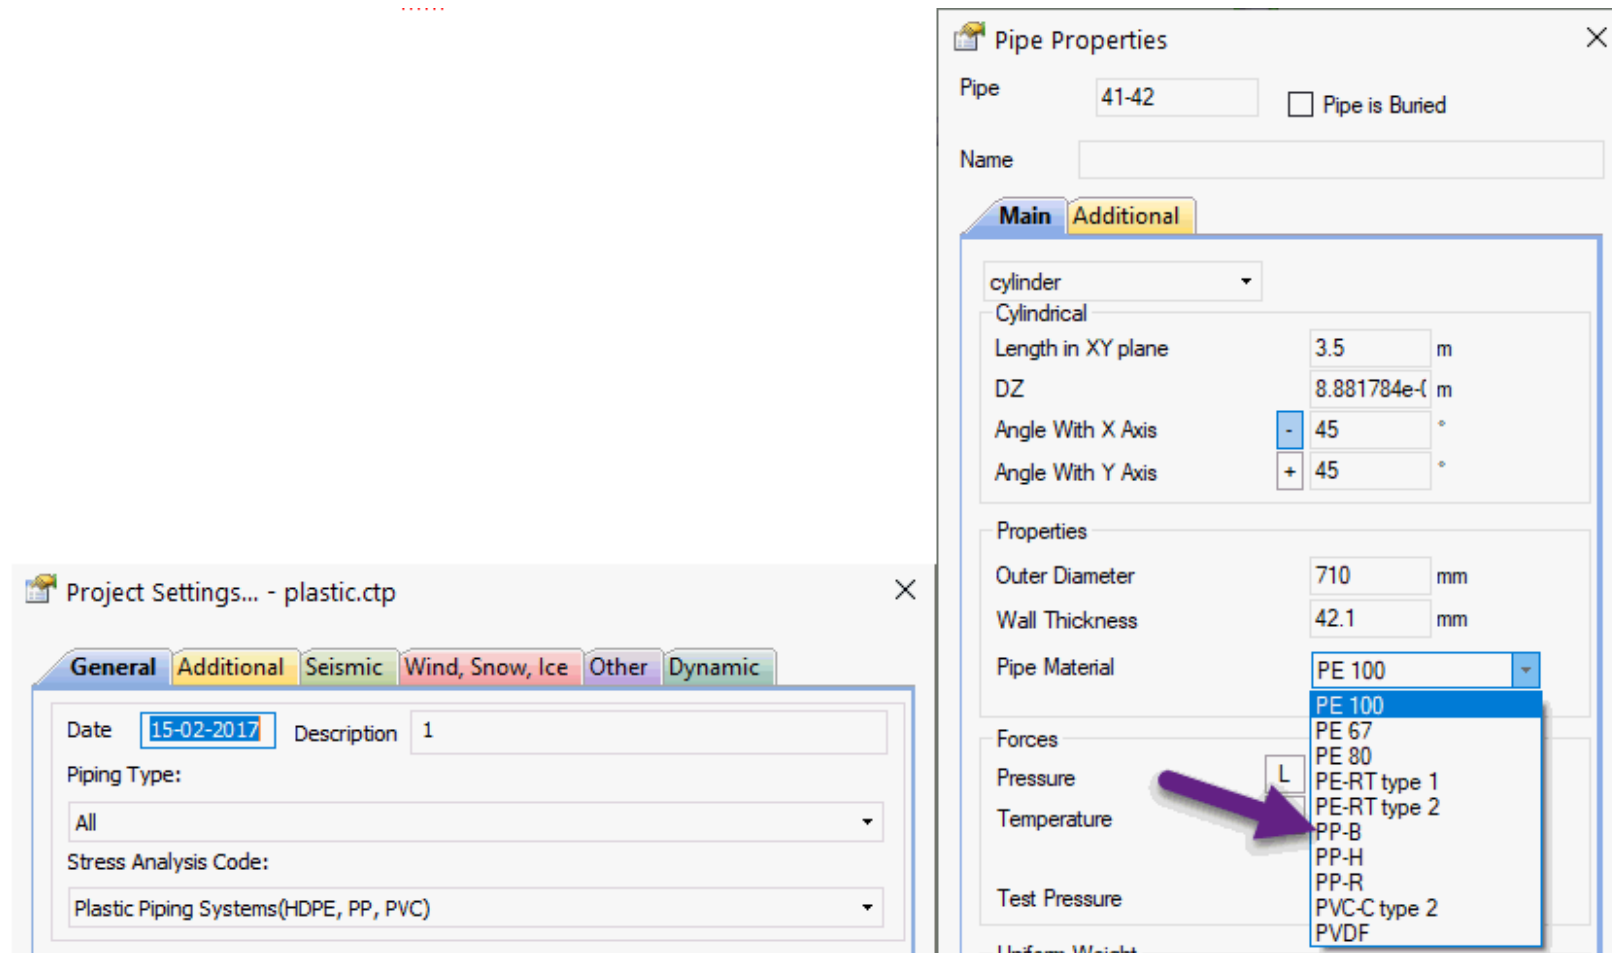 Pipe Properties
Pipe 41-42 Pipe is Buried
Name
Main Additional
cylinder
Cylindrical
Length in XY plane 3.5 m
DZ 8.881784e-( m
Angle With X Axis - 45 °
Angle With Y Axis + 45 °
Properties
Outer Diameter 710 mm
Wall Thickness 42.1 mm
Pipe Material PE 100
PE 100
PE 67
PE 80
PE-RT type 1
PE-RT type 2
PP-B
PP-H
PP-R
PVC-C type 2
PVDF
Forces
Pressure L
Temperature
Test Pressure
Uniform Weight
Project Settings... - plastic.ctp
General Additional Seismic Wind, Snow, Ice Other Dynamic
Date 15-02-2017 Description 1
Piping Type:
All
Stress Analysis Code:
Plastic Piping Systems(HDPE, PP, PVC)